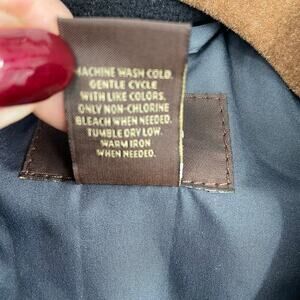 MACHINE WASH COLD.
GENTLE CYCLE
WITH LIKE COLORS.
ONLY NON-CHLORINE
BLEACH WHEN NEEDED.
TUMBLE DRY LOW.
WARM IRON
WHEN NEEDED.